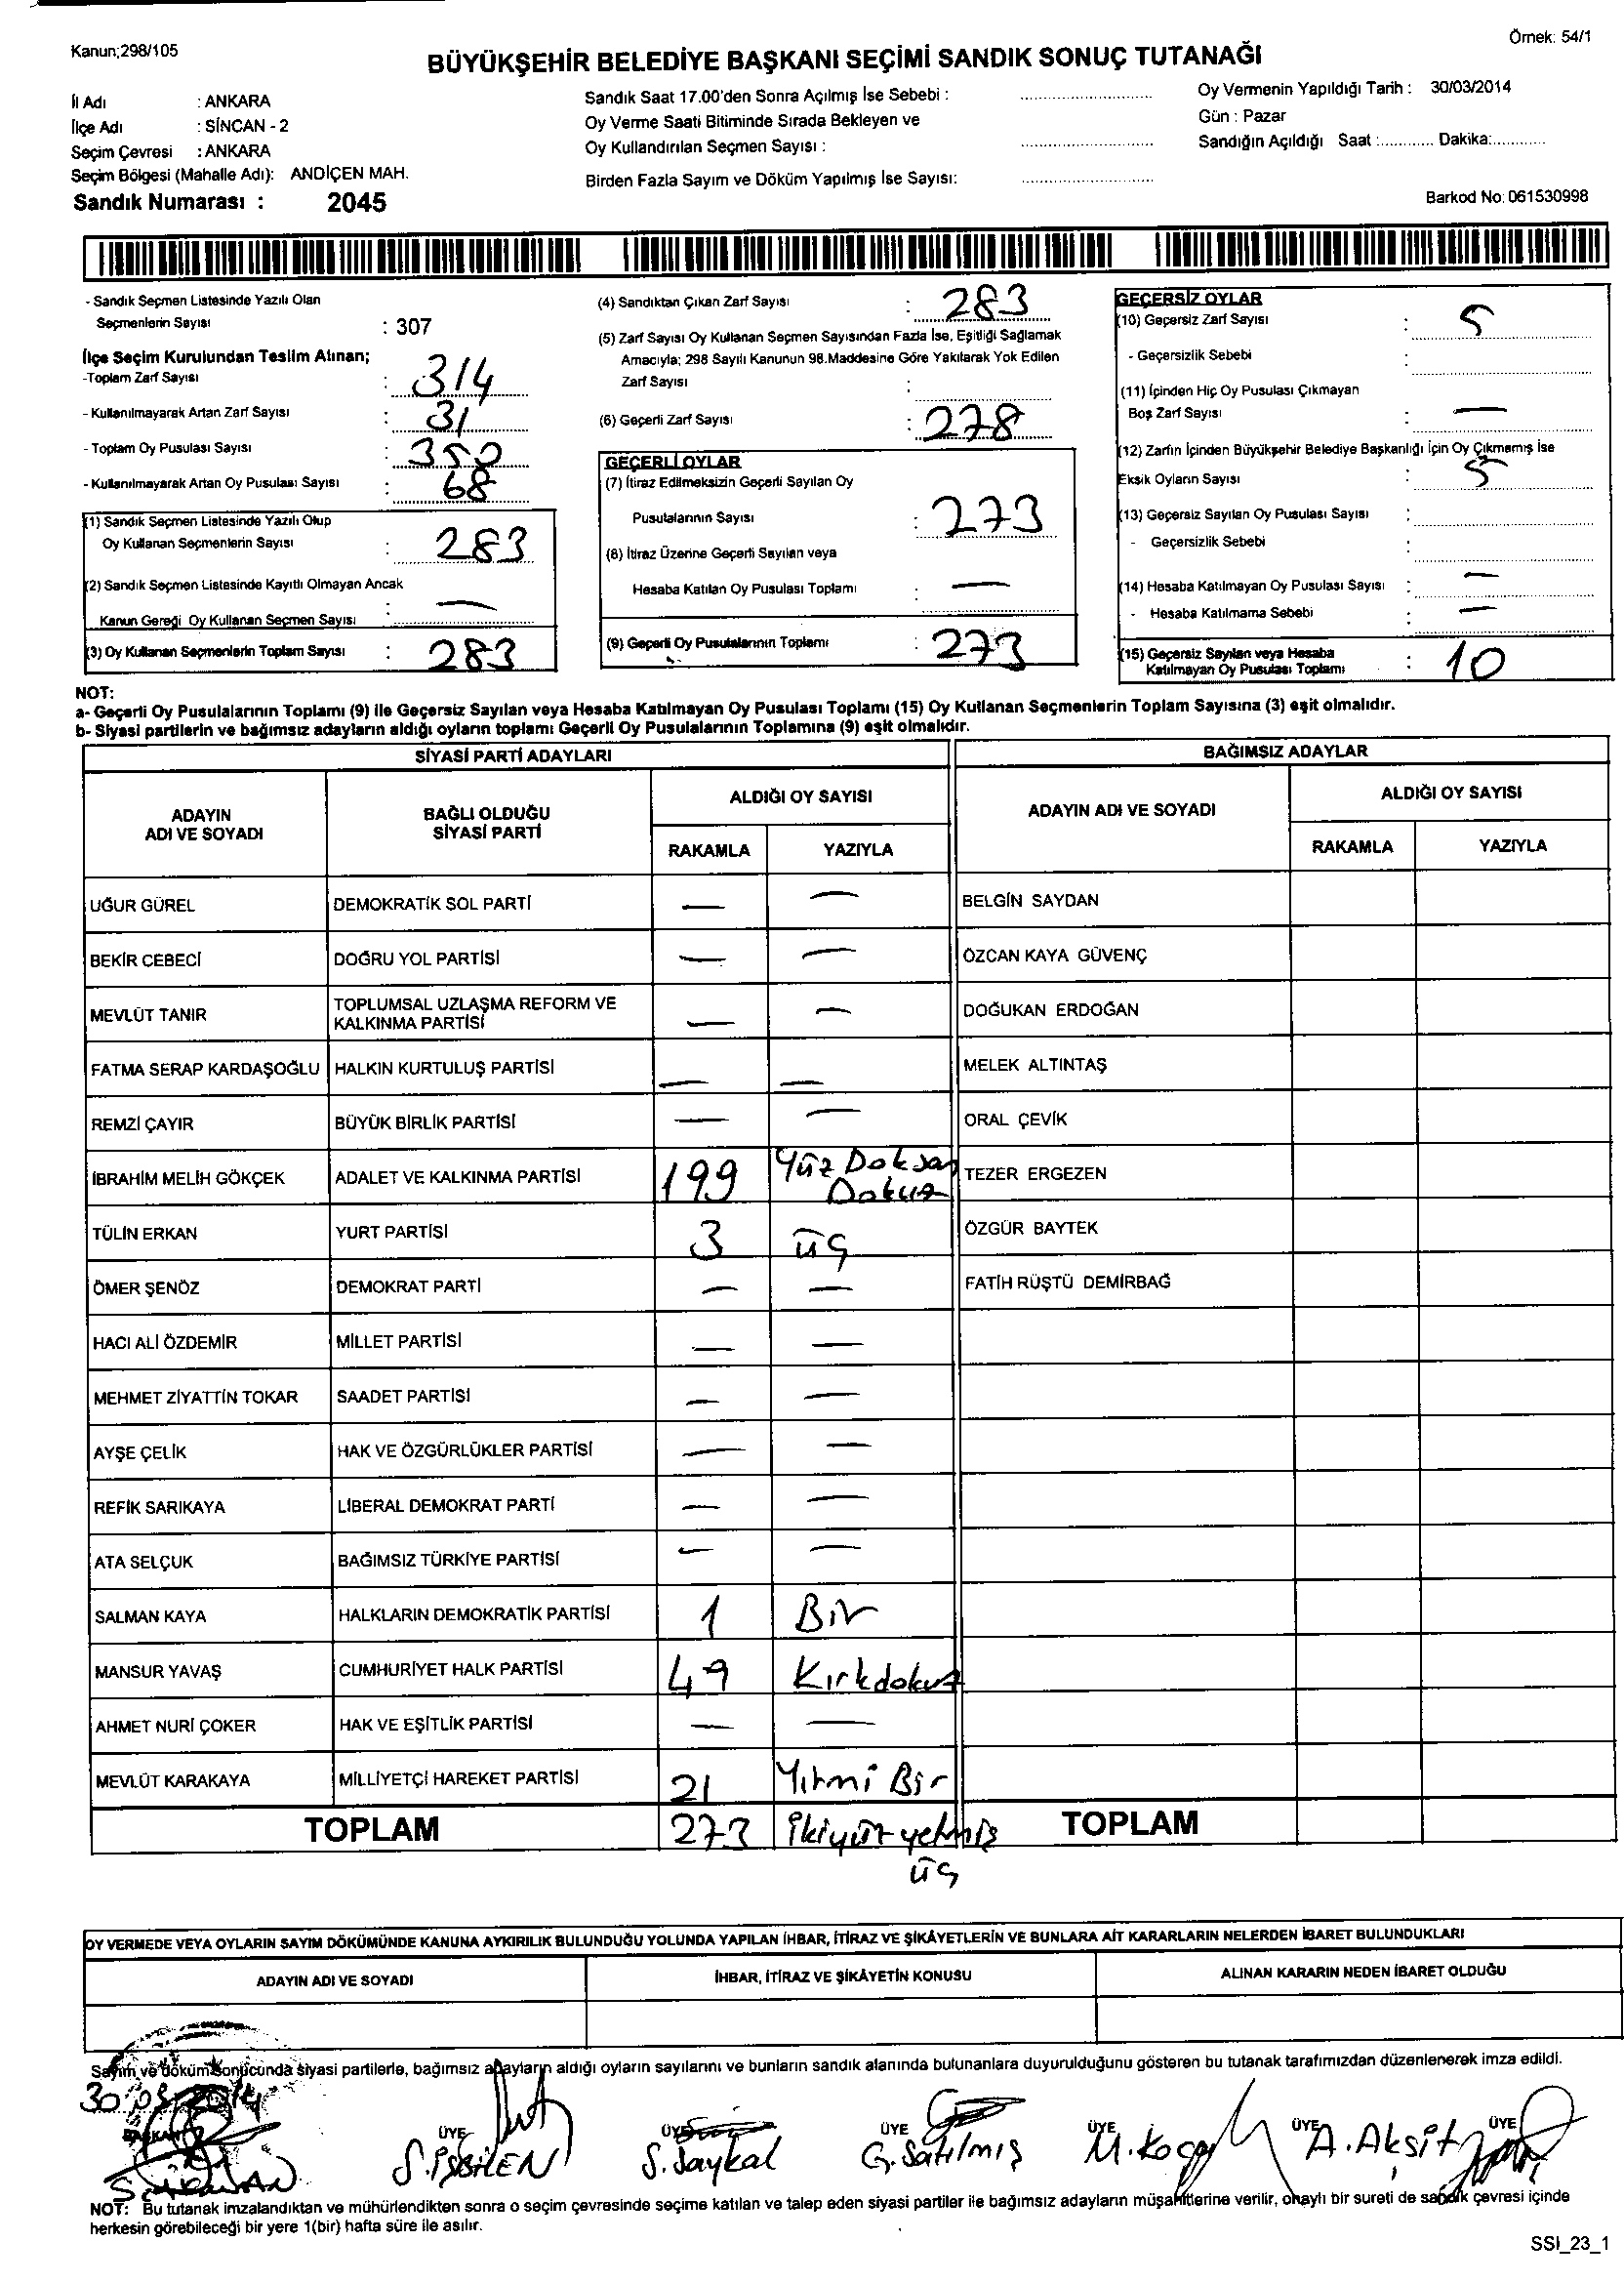 Kanun;298/105
Örnek: 54/1
BÜYÜKŞEHİR BELEDİYE BAŞKANI SEÇİMİ SANDIK SONUÇ TUTANAĞI
İl Adı : ANKARA
İlçe Adı : SİNCAN - 2
Seçim Çevresi : ANKARA
Seçim Bölgesi (Mahalle Adı): ANDİÇEN MAH.
Sandık Numarası : 2045
Sandık Saat 17.00'den Sonra Açılmış İse Sebebi :
Oy Verme Saati Bitiminde Sırada Bekleyen ve
Oy Kullandırılan Seçmen Sayısı :
Birden Fazla Sayım ve Döküm Yapılmış İse Sayısı:
Oy Vermenin Yapıldığı Tarih : 30/03/2014
Gün : Pazar
Sandığın Açıldığı Saat :............ Dakika:............
Barkod No: 061530998
- Sandık Seçmen Listesinde Yazılı Olan
Seçmenlerin Sayısı : 307
İlçe Seçim Kurulundan Teslim Alınan;
-Toplam Zarf Sayısı : 314
- Kullanılmayarak Artan Zarf Sayısı : 31
- Toplam Oy Pusulası Sayısı : 350
- Kullanılmayarak Artan Oy Pusulası Sayısı : 68
(1) Sandık Seçmen Listesinde Yazılı Olup
Oy Kullanan Seçmenlerin Sayısı : 283
(2) Sandık Seçmen Listesinde Kayıtlı Olmayan Ancak
Kanun Gereği Oy Kullanan Seçmen Sayısı : —
(3) Oy Kullanan Seçmenlerin Toplam Sayısı : 283
(4) Sandıktan Çıkan Zarf Sayısı : 283
(5) Zarf Sayısı Oy Kullanan Seçmen Sayısından Fazla İse, Eşitliği Sağlamak
Amacıyla; 298 Sayılı Kanunun 98.Maddesine Göre Yakılarak Yok Edilen
Zarf Sayısı :
(6) Geçerli Zarf Sayısı : 278
GEÇERLİ OYLAR
(7) İtiraz Edilmeksizin Geçerli Sayılan Oy
Pusulalarının Sayısı : 273
(8) İtiraz Üzerine Geçerli Sayılan veya
Hesaba Katılan Oy Pusulası Toplamı : —
(9) Geçerli Oy Pusulalarının Toplamı : 273
GEÇERSİZ OYLAR
(10) Geçersiz Zarf Sayısı : 5
- Geçersizlik Sebebi :
(11) İçinden Hiç Oy Pusulası Çıkmayan
Boş Zarf Sayısı : —
(12) Zarfın İçinden Büyükşehir Belediye Başkanlığı İçin Oy Çıkmamış İse
Eksik Oyların Sayısı : 5
(13) Geçersiz Sayılan Oy Pusulası Sayısı :
- Geçersizlik Sebebi :
(14) Hesaba Katılmayan Oy Pusulası Sayısı : —
- Hesaba Katılmama Sebebi : —
(15) Geçersiz Sayılan veya Hesaba
Katılmayan Oy Pusulası Toplamı : 10
NOT:
a- Geçerli Oy Pusulalarının Toplamı (9) ile Geçersiz Sayılan veya Hesaba Katılmayan Oy Pusulası Toplamı (15) Oy Kullanan Seçmenlerin Toplam Sayısına (3) eşit olmalıdır.
b- Siyasi partilerin ve bağımsız adayların aldığı oyların toplamı Geçerli Oy Pusulalarının Toplamına (9) eşit olmalıdır.
SİYASİ PARTİ ADAYLARI
BAĞIMSIZ ADAYLAR
ADAYIN ADI VE SOYADI
BAĞLI OLDUĞU SİYASİ PARTİ
ALDIĞI OY SAYISI
RAKAMLA YAZIYLA
ADAYIN ADI VE SOYADI
ALDIĞI OY SAYISI
RAKAMLA YAZIYLA
UĞUR GÜREL DEMOKRATİK SOL PARTİ — — BELGİN SAYDAN
BEKİR CEBECİ DOĞRU YOL PARTİSİ — — ÖZCAN KAYA GÜVENÇ
MEVLÜT TANIR TOPLUMSAL UZLAŞMA REFORM VE KALKINMA PARTİSİ — — DOĞUKAN ERDOĞAN
FATMA SERAP KARDAŞOĞLU HALKIN KURTULUŞ PARTİSİ — — MELEK ALTINTAŞ
REMZİ ÇAYIR BÜYÜK BİRLİK PARTİSİ — — ORAL ÇEVİK
İBRAHİM MELİH GÖKÇEK ADALET VE KALKINMA PARTİSİ 199 Yüz Doksan Dokuz TEZER ERGEZEN
TÜLİN ERKAN YURT PARTİSİ 3 üç ÖZGÜR BAYTEK
ÖMER ŞENÖZ DEMOKRAT PARTİ — — FATİH RÜŞTÜ DEMİRBAĞ
HACI ALİ ÖZDEMİR MİLLET PARTİSİ — —
MEHMET ZİYATTİN TOKAR SAADET PARTİSİ — —
AYŞE ÇELİK HAK VE ÖZGÜRLÜKLER PARTİSİ — —
REFİK SARIKAYA LİBERAL DEMOKRAT PARTİ — —
ATA SELÇUK BAĞIMSIZ TÜRKİYE PARTİSİ — —
SALMAN KAYA HALKLARIN DEMOKRATİK PARTİSİ 1 Bir
MANSUR YAVAŞ CUMHURİYET HALK PARTİSİ 49 Kırkdokuz
AHMET NURİ ÇOKER HAK VE EŞİTLİK PARTİSİ — —
MEVLÜT KARAKAYA MİLLİYETÇİ HAREKET PARTİSİ 21 Yirmi Bir
TOPLAM 273 ikiyüz yetmiş üç TOPLAM
OY VERMEDE VEYA OYLARIN SAYIM DÖKÜMÜNDE KANUNA AYKIRILIK BULUNDUĞU YOLUNDA YAPILAN İHBAR, İTİRAZ VE ŞİKÂYETLERİN VE BUNLARA AİT KARARLARIN NELERDEN İBARET BULUNDUKLARI
ADAYIN ADI VE SOYADI İHBAR, İTİRAZ VE ŞİKÂYETİN KONUSU ALINAN KARARIN NEDEN İBARET OLDUĞU
Sayım ve döküm sonucunda siyasi partilerle, bağımsız adayların aldığı oyların sayılarını ve bunların sandık alanında bulunanlara duyurulduğunu gösteren bu tutanak tarafımızdan düzenlenerek imza edildi.
30.03.2014
BAŞKAN ÜYE ÜYE ÜYE ÜYE ÜYE ÜYE
S.İŞBİLEN S.Saykal G.Satılmış M.Koçak A.Akşit
NOT: Bu tutanak imzalandıktan ve mühürlendikten sonra o seçim çevresinde seçime katılan ve talep eden siyasi partiler ile bağımsız adayların müşahitlerine verilir, onaylı bir sureti de sandık çevresi içinde
herkesin görebileceği bir yere 1(bir) hafta süre ile asılır.
SSI_23_1